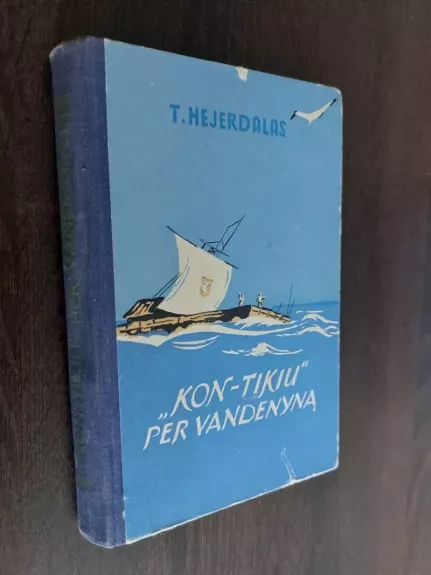 T. HEJERDALAS
„KON-TIKIU“
PER VANDENYNĄ